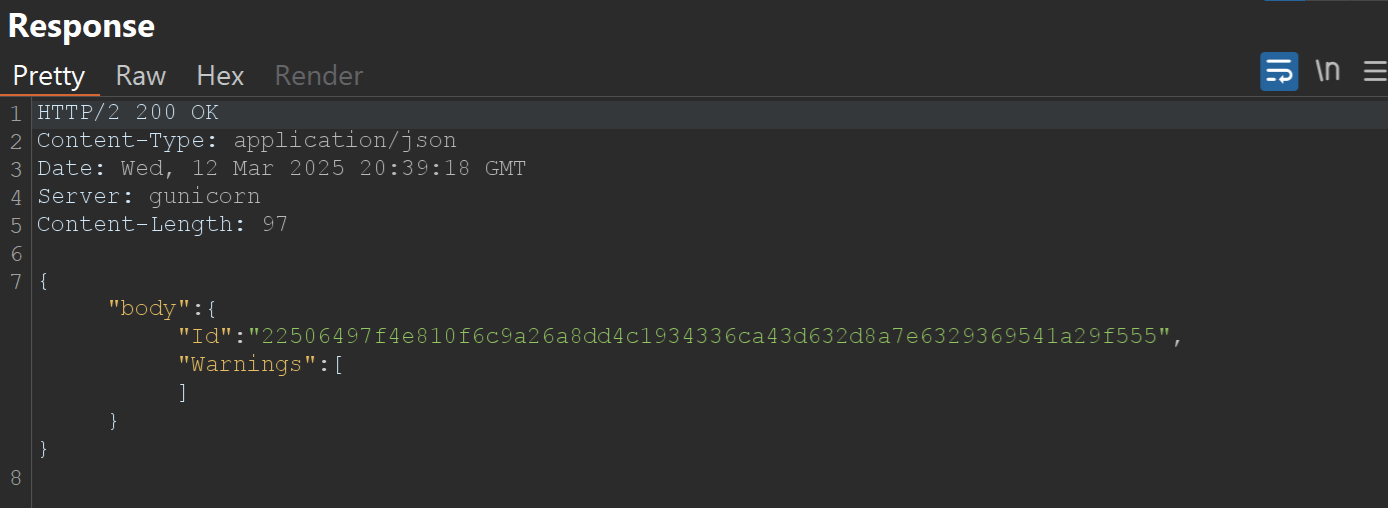 Response
Pretty Raw Hex Render \n
1 HTTP/2 200 OK
2 Content-Type: application/json
3 Date: Wed, 12 Mar 2025 20:39:18 GMT
4 Server: gunicorn
5 Content-Length: 97
6
7 {
"body":{
"Id":"22506497f4e810f6c9a26a8dd4c1934336ca43d632d8a7e6329369541a29f555",
"Warnings":[
]
}
}
8